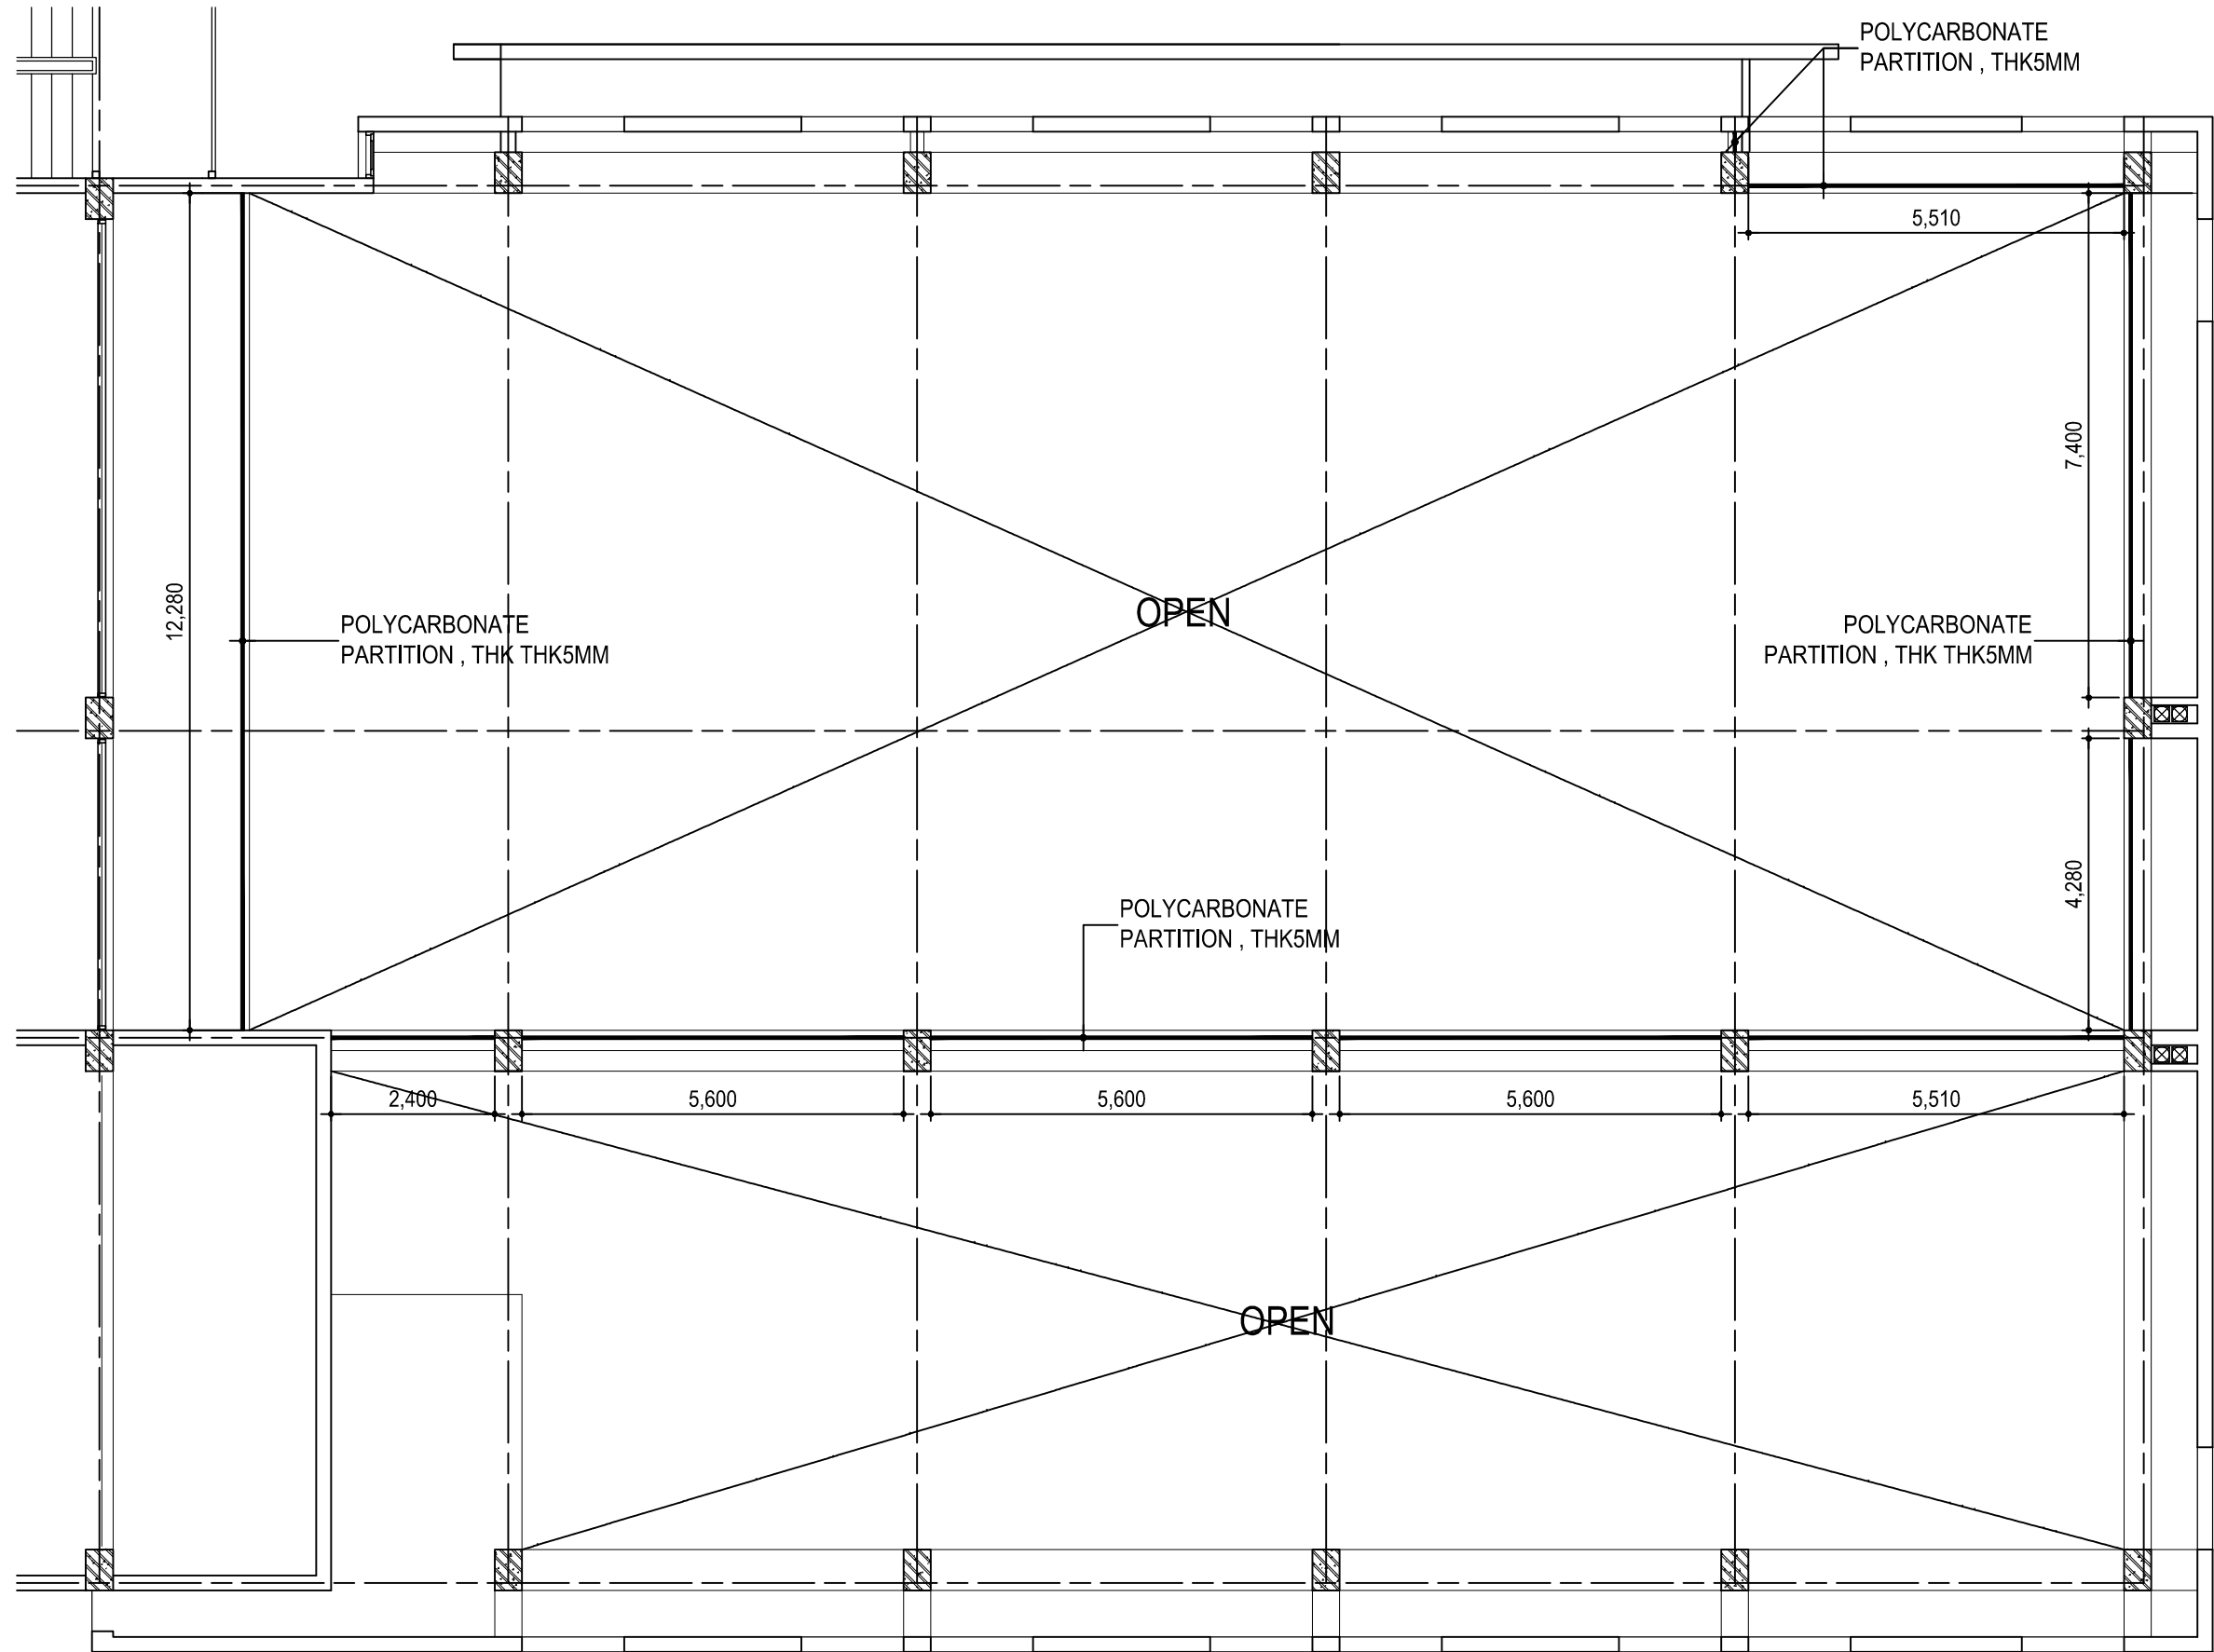 POLYCARBONATE
PARTITION , THK5MM
5,510
7,400
12,280
OPEN
POLYCARBONATE
PARTITION , THK THK5MM
POLYCARBONATE
PARTITION , THK THK5MM
4,280
POLYCARBONATE
PARTITION , THK5MM
2,400
5,600
5,600
5,600
5,510
OPEN